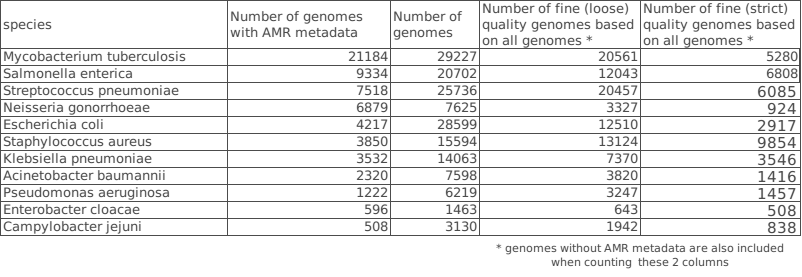 species | Number of genomes with AMR metadata | Number of genomes | Number of fine (loose) quality genomes based on all genomes * | Number of fine (strict) quality genomes based on all genomes *
Mycobacterium tuberculosis 21184 29227 20561 5280
Salmonella enterica 9334 20702 12043 6808
Streptococcus pneumoniae 7518 25736 20457 6085
Neisseria gonorrhoeae 6879 7625 3327 924
Escherichia coli 4217 28599 12510 2917
Staphylococcus aureus 3850 15594 13124 9854
Klebsiella pneumoniae 3532 14063 7370 3546
Acinetobacter baumannii 2320 7598 3820 1416
Pseudomonas aeruginosa 1222 6219 3247 1457
Enterobacter cloacae 596 1463 643 508
Campylobacter jejuni 508 3130 1942 838
* genomes without AMR metadata are also included
when counting these 2 columns